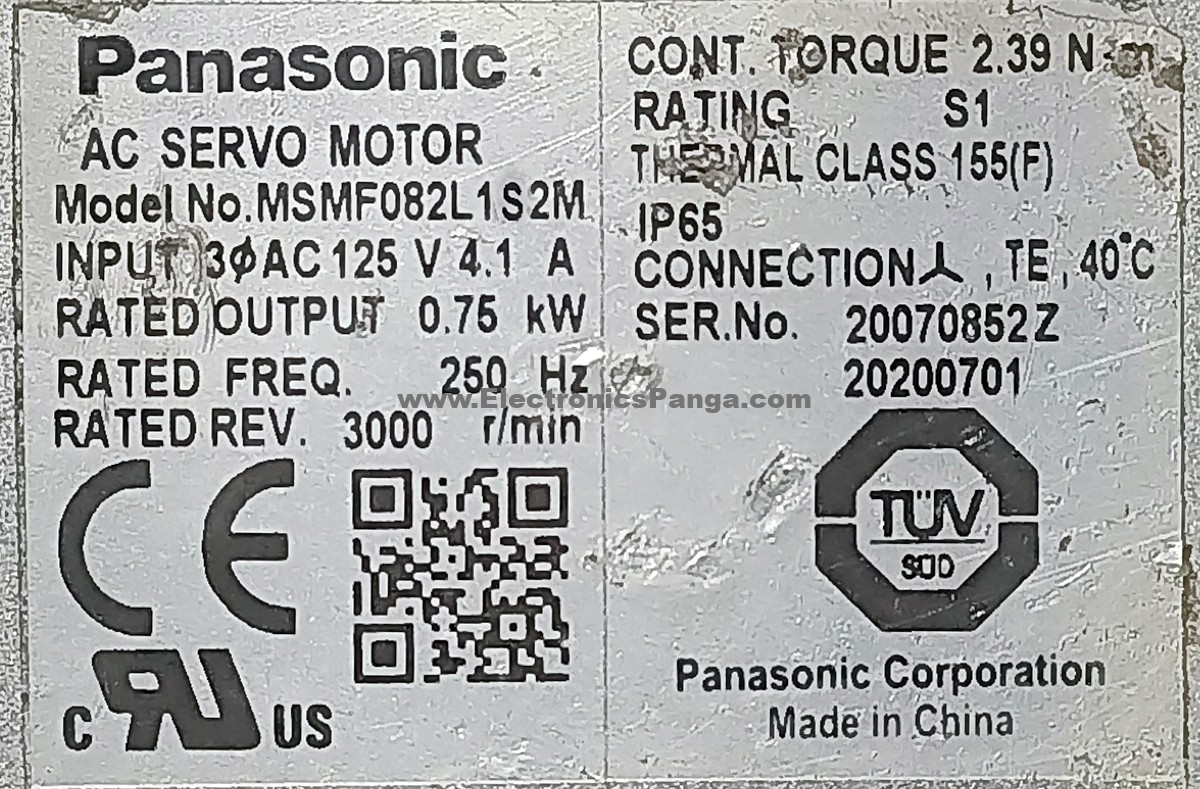 Panasonic
AC SERVO MOTOR
Model No.MSMF082L1S2M
INPUT 3ϕAC 125 V 4.1 A
RATED OUTPUT 0.75 kW
RATED FREQ. 250 Hz
RATED REV. 3000 r/min
CE
c RU US
CONT. TORQUE 2.39 N·m
RATING S1
THERMAL CLASS 155(F)
IP65
CONNECTION⅄, TE, 40°C
SER.No. 20070852Z
20200701
www.ElectronicsPanga.com
TÜV
SÜD
Panasonic Corporation
Made in China